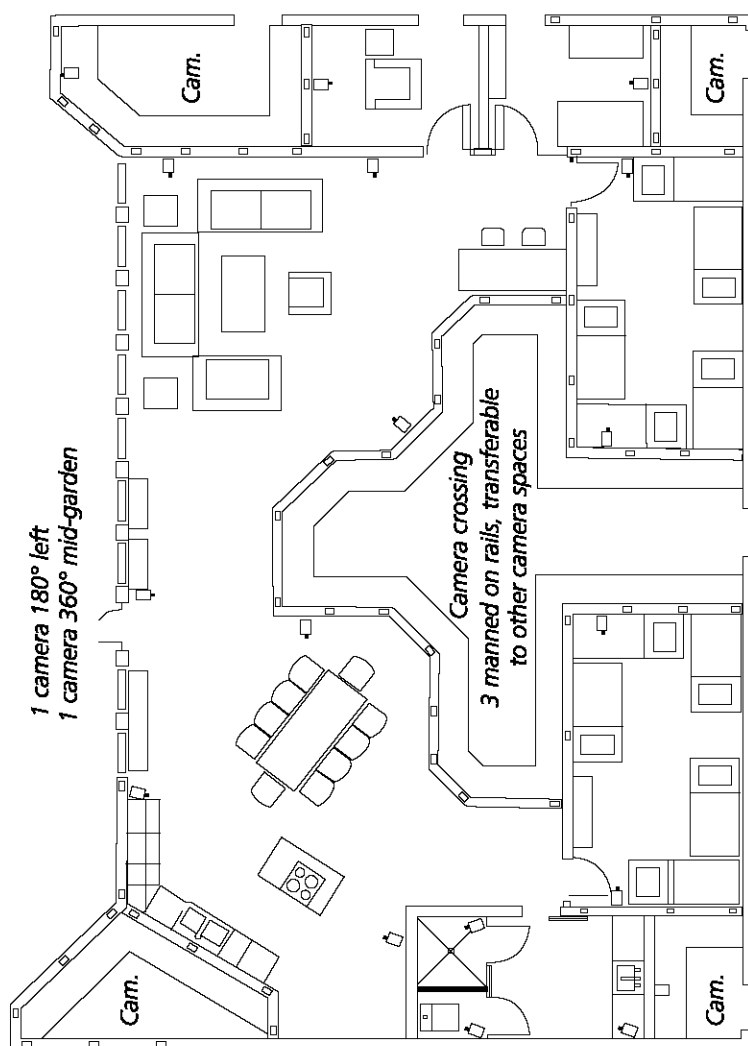 1 camera 180° left
1 camera 360° mid-garden
Cam.
Cam.
Camera crossing
3 manned on rails, transferable
to other camera spaces
Cam.
Cam.